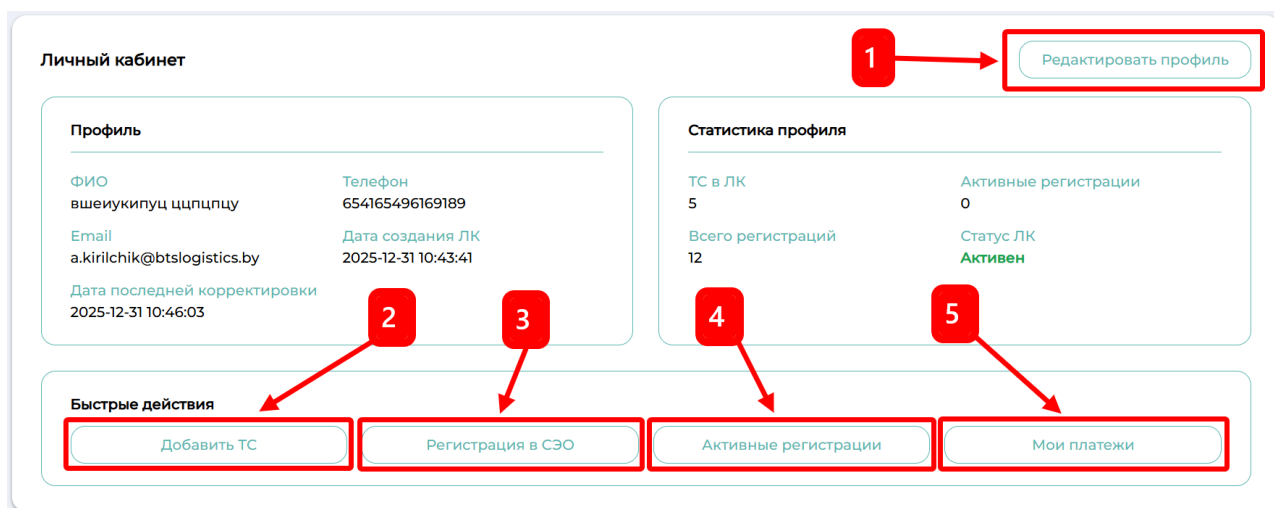 Личный кабинет
1
Редактировать профиль
Профиль
ФИО
вшеиукипуц ццпцпцу
Телефон
654165496169189
Email
a.kirilchik@btslogistics.by
Дата создания ЛК
2025-12-31 10:43:41
Дата последней корректировки
2025-12-31 10:46:03
Статистика профиля
ТС в ЛК
5
Активные регистрации
0
Всего регистраций
12
Статус ЛК
Активен
2
3
4
5
Быстрые действия
Добавить ТС
Регистрация в СЭО
Активные регистрации
Мои платежи